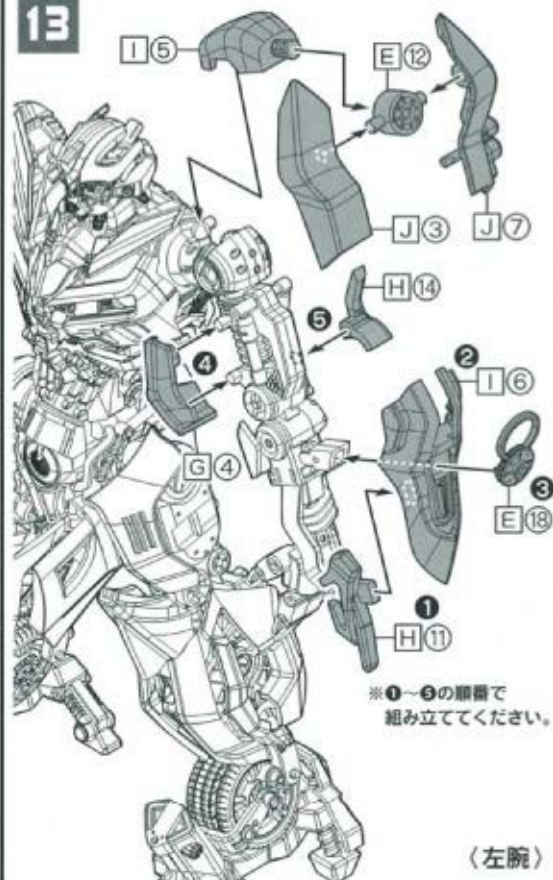 13
I⑤
E⑫
J③
J⑦
H⑭
❺
❹
❷
I⑥
G④
❸
E⑱
❶
H⑪
※❶〜❺の順番で
組み立ててください。
〈左腕〉